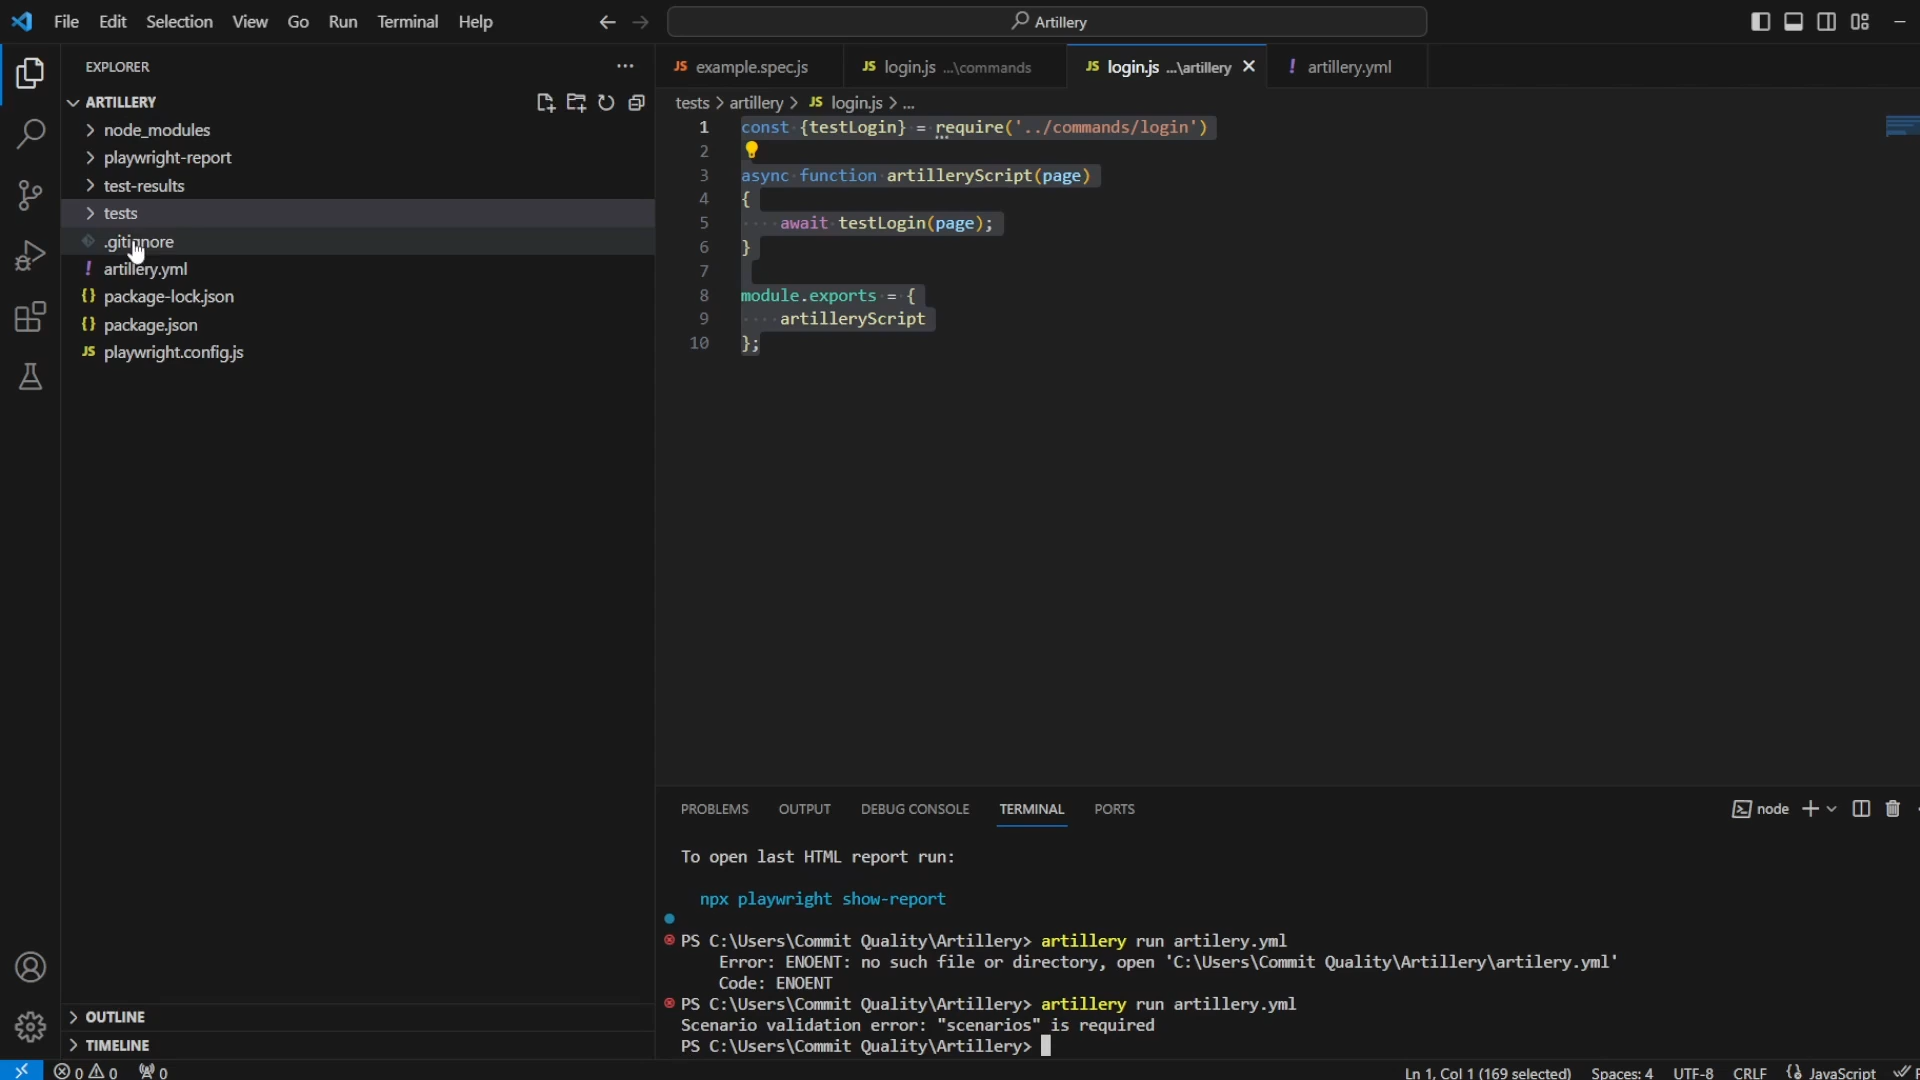 File Edit Selection View Go Run Terminal Help
Artillery
EXPLORER
ARTILLERY
node_modules
playwright-report
test-results
tests
.gitignore
artillery.yml
package-lock.json
package.json
playwright.config.js
OUTLINE
TIMELINE
JS example.spec.js
JS login.js ...\commands
JS login.js ...\artillery
! artillery.yml
tests > artillery > JS login.js > ...
1 const {testLogin} = require('../commands/login')
2
3 async function artilleryScript(page)
4 {
5 await testLogin(page);
6 }
7
8 module.exports = {
9 artilleryScript
10 };
PROBLEMS OUTPUT DEBUG CONSOLE TERMINAL PORTS
node
To open last HTML report run:
npx playwright show-report
PS C:\Users\Commit Quality\Artillery> artillery run artilery.yml
Error: ENOENT: no such file or directory, open 'C:\Users\Commit Quality\Artillery\artilery.yml'
Code: ENOENT
PS C:\Users\Commit Quality\Artillery> artillery run artillery.yml
Scenario validation error: "scenarios" is required
PS C:\Users\Commit Quality\Artillery>
0 0 0
Ln 1, Col 1 (169 selected) Spaces: 4 UTF-8 CRLF {} JavaScript